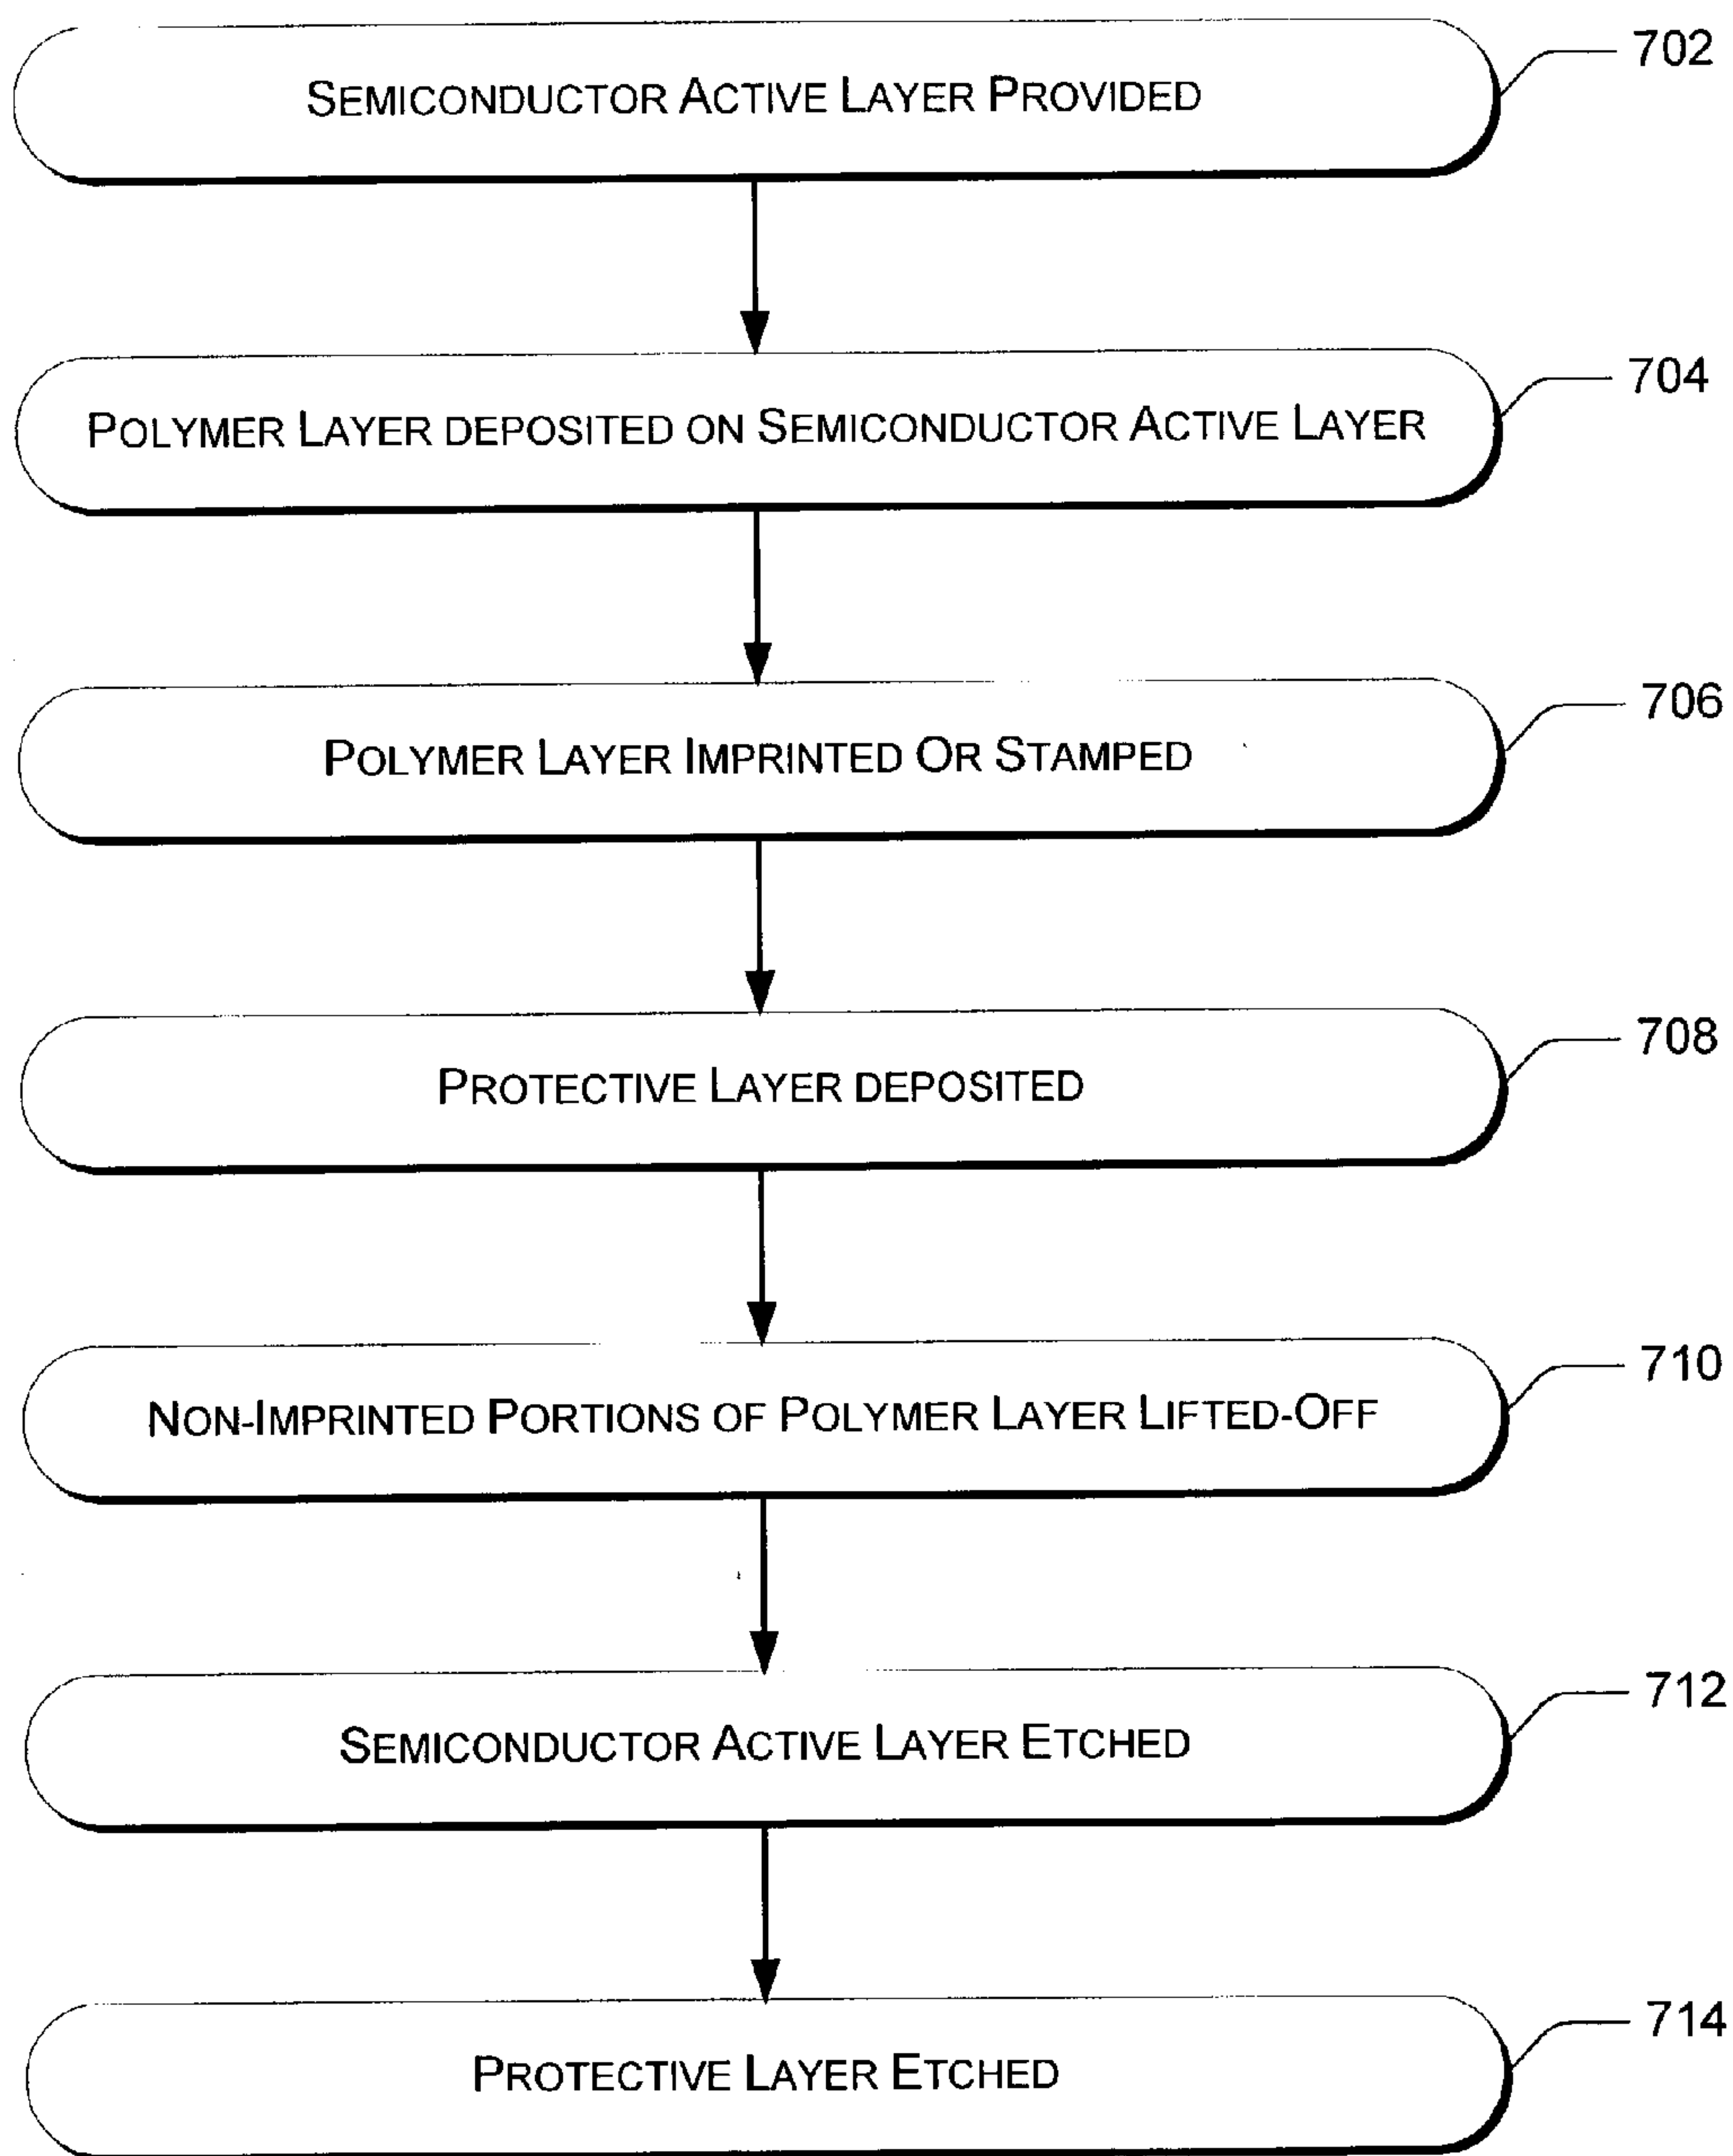 SEMICONDUCTOR ACTIVE LAYER PROVIDED
702
POLYMER LAYER DEPOSITED ON SEMICONDUCTOR ACTIVE LAYER
704
POLYMER LAYER IMPRINTED OR STAMPED
706
PROTECTIVE LAYER DEPOSITED
708
NON-IMPRINTED PORTIONS OF POLYMER LAYER LIFTED-OFF
710
SEMICONDUCTOR ACTIVE LAYER ETCHED
712
PROTECTIVE LAYER ETCHED
714